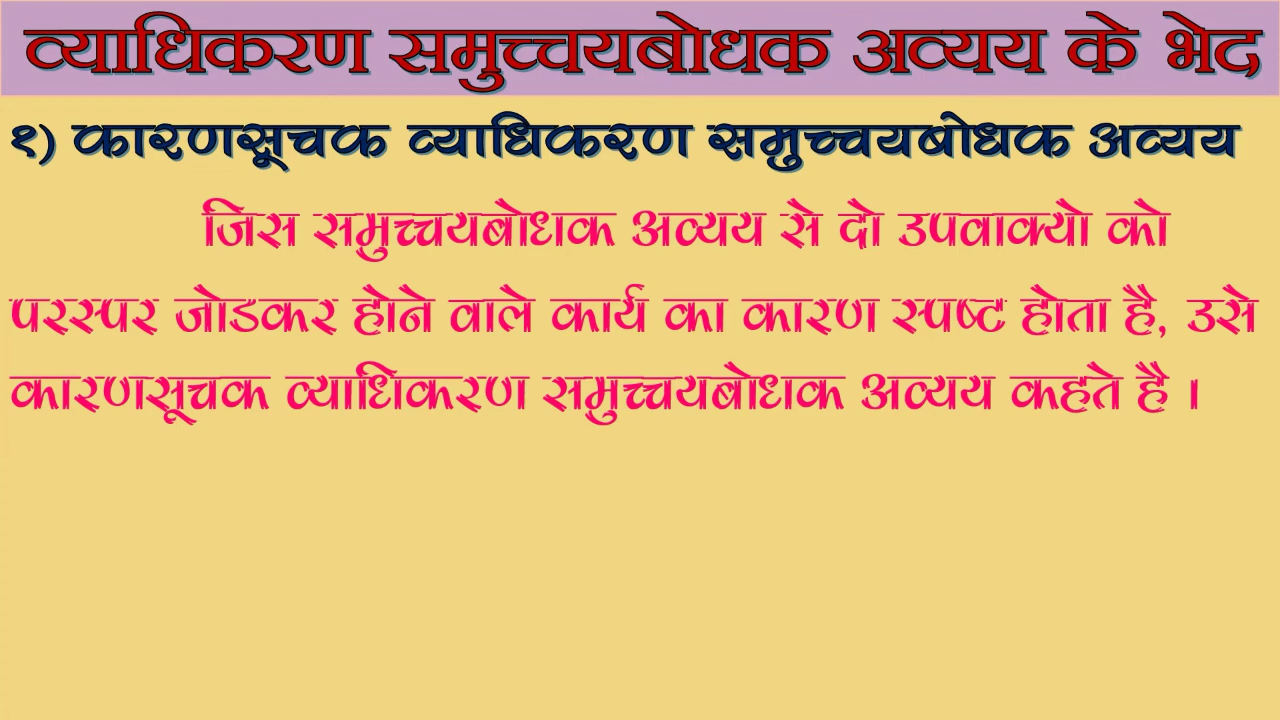 व्याधिकरण समुच्चयबोधक अव्यय के भेद
१) कारणसूचक व्याधिकरण समुच्चयबोधक अव्यय
जिस समुच्चयबोधक अव्यय से दो उपवाक्यो को
परस्पर जोडकर होने वाले कार्य का कारण स्पष्ट होता है, उसे
कारणसूचक व्याधिकरण समुच्चयबोधक अव्यय कहते है ।